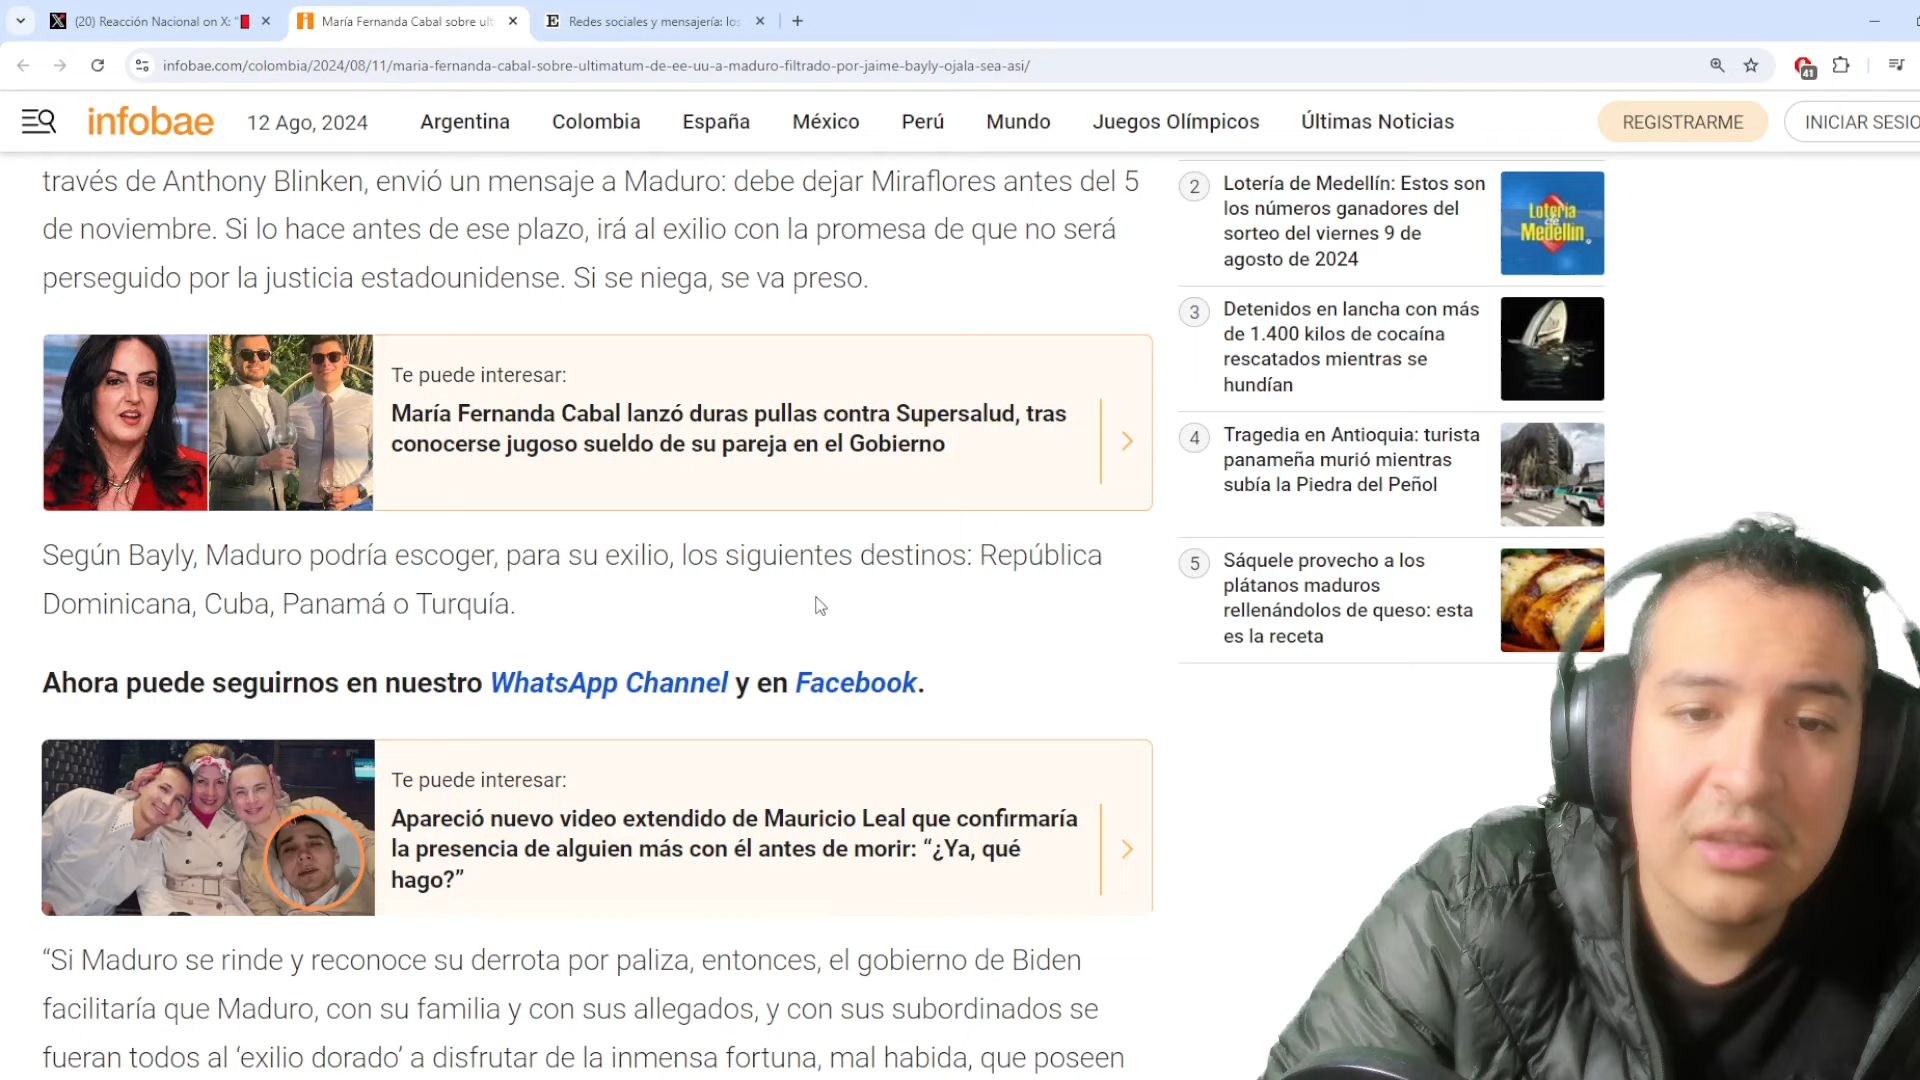 (20) Reacción Nacional on X: "
María Fernanda Cabal sobre ult
Redes sociales y mensajería: los
infobae.com/colombia/2024/08/11/maria-fernanda-cabal-sobre-ultimatum-de-ee-uu-a-maduro-filtrado-por-jaime-bayly-ojala-sea-asi/
41
infobae
12 Ago, 2024
Argentina
Colombia
España
México
Perú
Mundo
Juegos Olímpicos
Últimas Noticias
REGISTRARME
INICIAR SESIO
través de Anthony Blinken, envió un mensaje a Maduro: debe dejar Miraflores antes del 5
de noviembre. Si lo hace antes de ese plazo, irá al exilio con la promesa de que no será
perseguido por la justicia estadounidense. Si se niega, se va preso.
Te puede interesar:
María Fernanda Cabal lanzó duras pullas contra Supersalud, tras
conocerse jugoso sueldo de su pareja en el Gobierno
Según Bayly, Maduro podría escoger, para su exilio, los siguientes destinos: República
Dominicana, Cuba, Panamá o Turquía.
Ahora puede seguirnos en nuestro WhatsApp Channel y en Facebook.
Te puede interesar:
Apareció nuevo video extendido de Mauricio Leal que confirmaría
la presencia de alguien más con él antes de morir: “¿Ya, qué
hago?”
“Si Maduro se rinde y reconoce su derrota por paliza, entonces, el gobierno de Biden
facilitaría que Maduro, con su familia y con sus allegados, y con sus subordinados se
fueran todos al ‘exilio dorado’ a disfrutar de la inmensa fortuna, mal habida, que poseen
2
Lotería de Medellín: Estos son
los números ganadores del
sorteo del viernes 9 de
agosto de 2024
Lotería
de
Medellín
3
Detenidos en lancha con más
de 1.400 kilos de cocaína
rescatados mientras se
hundían
4
Tragedia en Antioquia: turista
panameña murió mientras
subía la Piedra del Peñol
5
Sáquele provecho a los
plátanos maduros
rellenándolos de queso: esta
es la receta